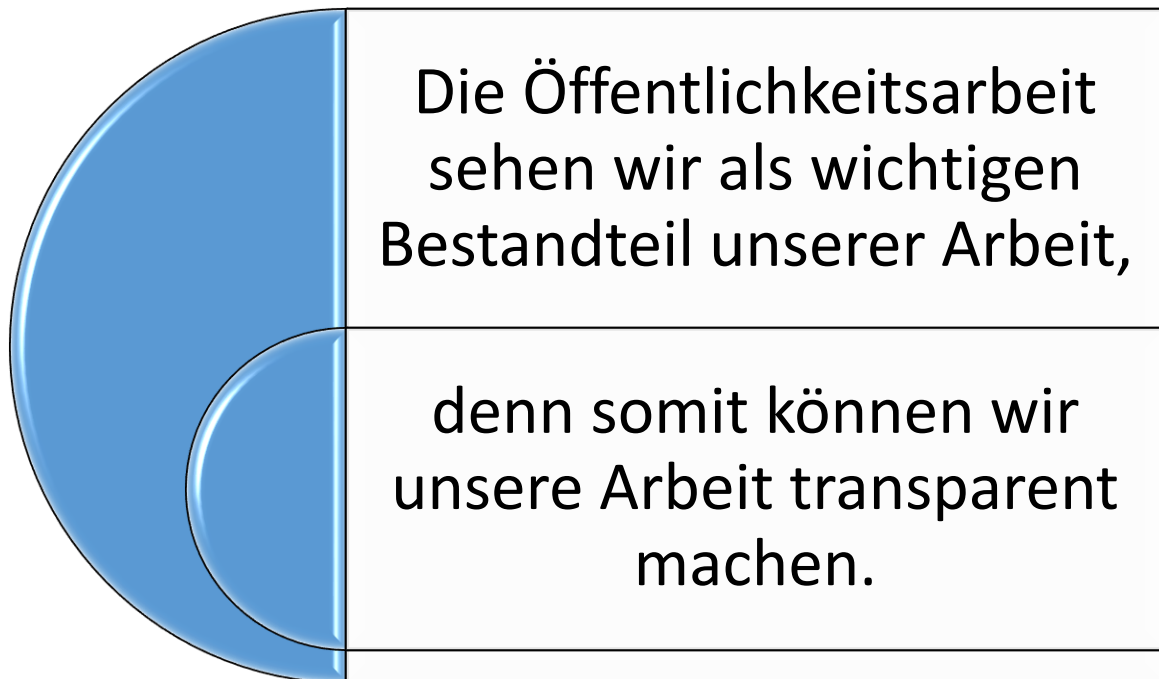 Die Öffentlichkeitsarbeit
sehen wir als wichtigen
Bestandteil unserer Arbeit,
denn somit können wir
unsere Arbeit transparent
machen.